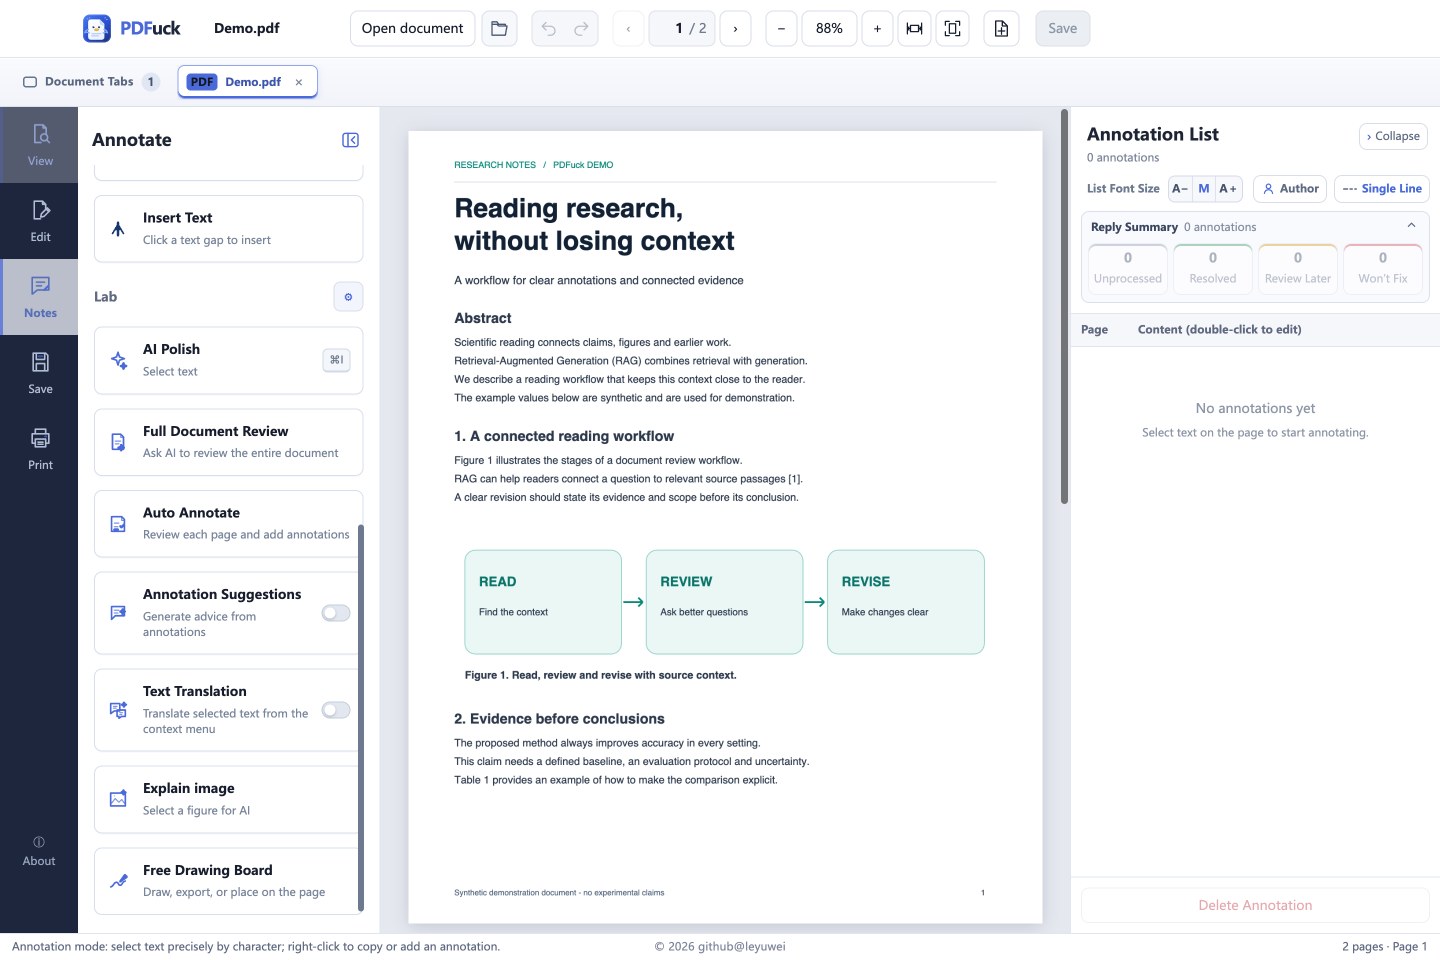 PDFuck
Demo.pdf
Open document
1 / 2
88%
Save
Document Tabs 1
PDF Demo.pdf ×
View
Edit
Notes
Save
Print
About
Annotate
Insert Text
Click a text gap to insert
Lab
AI Polish
Select text
⌘I
Full Document Review
Ask AI to review the entire document
Auto Annotate
Review each page and add annotations
Annotation Suggestions
Generate advice from
annotations
Text Translation
Translate selected text from the
context menu
Explain image
Select a figure for AI
Free Drawing Board
Draw, export, or place on the page
RESEARCH NOTES / PDFuck DEMO
Reading research,
without losing context
A workflow for clear annotations and connected evidence
Abstract
Scientific reading connects claims, figures and earlier work.
Retrieval-Augmented Generation (RAG) combines retrieval with generation.
We describe a reading workflow that keeps this context close to the reader.
The example values below are synthetic and are used for demonstration.
1. A connected reading workflow
Figure 1 illustrates the stages of a document review workflow.
RAG can help readers connect a question to relevant source passages [1].
A clear revision should state its evidence and scope before its conclusion.
READ
Find the context
REVIEW
Ask better questions
REVISE
Make changes clear
Figure 1. Read, review and revise with source context.
2. Evidence before conclusions
The proposed method always improves accuracy in every setting.
This claim needs a defined baseline, an evaluation protocol and uncertainty.
Table 1 provides an example of how to make the comparison explicit.
Synthetic demonstration document - no experimental claims
1
Annotation List
› Collapse
0 annotations
List Font Size A− M A+ Author --- Single Line
Reply Summary 0 annotations
0 Unprocessed
0 Resolved
0 Review Later
0 Won't Fix
Page Content (double-click to edit)
No annotations yet
Select text on the page to start annotating.
Delete Annotation
Annotation mode: select text precisely by character; right-click to copy or add an annotation.
© 2026 github@leyuwei
2 pages · Page 1